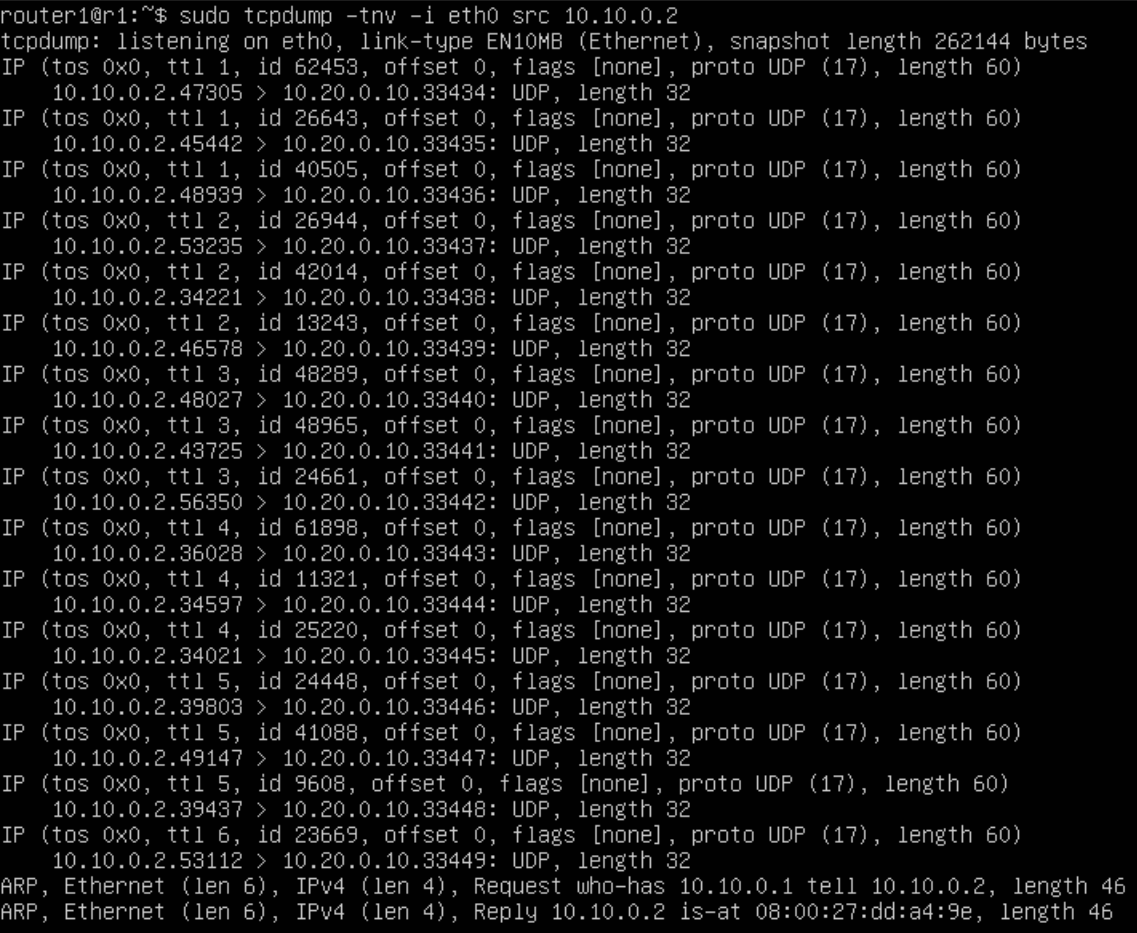 router1@r1:~$ sudo tcpdump -tnv -i eth0 src 10.10.0.2
tcpdump: listening on eth0, link-type EN10MB (Ethernet), snapshot length 262144 bytes
IP (tos 0x0, ttl 1, id 62453, offset 0, flags [none], proto UDP (17), length 60)
    10.10.0.2.47305 > 10.20.0.10.33434: UDP, length 32
IP (tos 0x0, ttl 1, id 26643, offset 0, flags [none], proto UDP (17), length 60)
    10.10.0.2.45442 > 10.20.0.10.33435: UDP, length 32
IP (tos 0x0, ttl 1, id 40505, offset 0, flags [none], proto UDP (17), length 60)
    10.10.0.2.48939 > 10.20.0.10.33436: UDP, length 32
IP (tos 0x0, ttl 2, id 26944, offset 0, flags [none], proto UDP (17), length 60)
    10.10.0.2.53235 > 10.20.0.10.33437: UDP, length 32
IP (tos 0x0, ttl 2, id 42014, offset 0, flags [none], proto UDP (17), length 60)
    10.10.0.2.34221 > 10.20.0.10.33438: UDP, length 32
IP (tos 0x0, ttl 2, id 13243, offset 0, flags [none], proto UDP (17), length 60)
    10.10.0.2.46578 > 10.20.0.10.33439: UDP, length 32
IP (tos 0x0, ttl 3, id 48289, offset 0, flags [none], proto UDP (17), length 60)
    10.10.0.2.48027 > 10.20.0.10.33440: UDP, length 32
IP (tos 0x0, ttl 3, id 48965, offset 0, flags [none], proto UDP (17), length 60)
    10.10.0.2.43725 > 10.20.0.10.33441: UDP, length 32
IP (tos 0x0, ttl 3, id 24661, offset 0, flags [none], proto UDP (17), length 60)
    10.10.0.2.56350 > 10.20.0.10.33442: UDP, length 32
IP (tos 0x0, ttl 4, id 61898, offset 0, flags [none], proto UDP (17), length 60)
    10.10.0.2.36028 > 10.20.0.10.33443: UDP, length 32
IP (tos 0x0, ttl 4, id 11321, offset 0, flags [none], proto UDP (17), length 60)
    10.10.0.2.34597 > 10.20.0.10.33444: UDP, length 32
IP (tos 0x0, ttl 4, id 25220, offset 0, flags [none], proto UDP (17), length 60)
    10.10.0.2.34021 > 10.20.0.10.33445: UDP, length 32
IP (tos 0x0, ttl 5, id 24448, offset 0, flags [none], proto UDP (17), length 60)
    10.10.0.2.39803 > 10.20.0.10.33446: UDP, length 32
IP (tos 0x0, ttl 5, id 41088, offset 0, flags [none], proto UDP (17), length 60)
    10.10.0.2.49147 > 10.20.0.10.33447: UDP, length 32
IP (tos 0x0, ttl 5, id 9608, offset 0, flags [none], proto UDP (17), length 60)
    10.10.0.2.39437 > 10.20.0.10.33448: UDP, length 32
IP (tos 0x0, ttl 6, id 23669, offset 0, flags [none], proto UDP (17), length 60)
    10.10.0.2.53112 > 10.20.0.10.33449: UDP, length 32
ARP, Ethernet (len 6), IPv4 (len 4), Request who-has 10.10.0.1 tell 10.10.0.2, length 46
ARP, Ethernet (len 6), IPv4 (len 4), Reply 10.10.0.2 is-at 08:00:27:dd:a4:9e, length 46